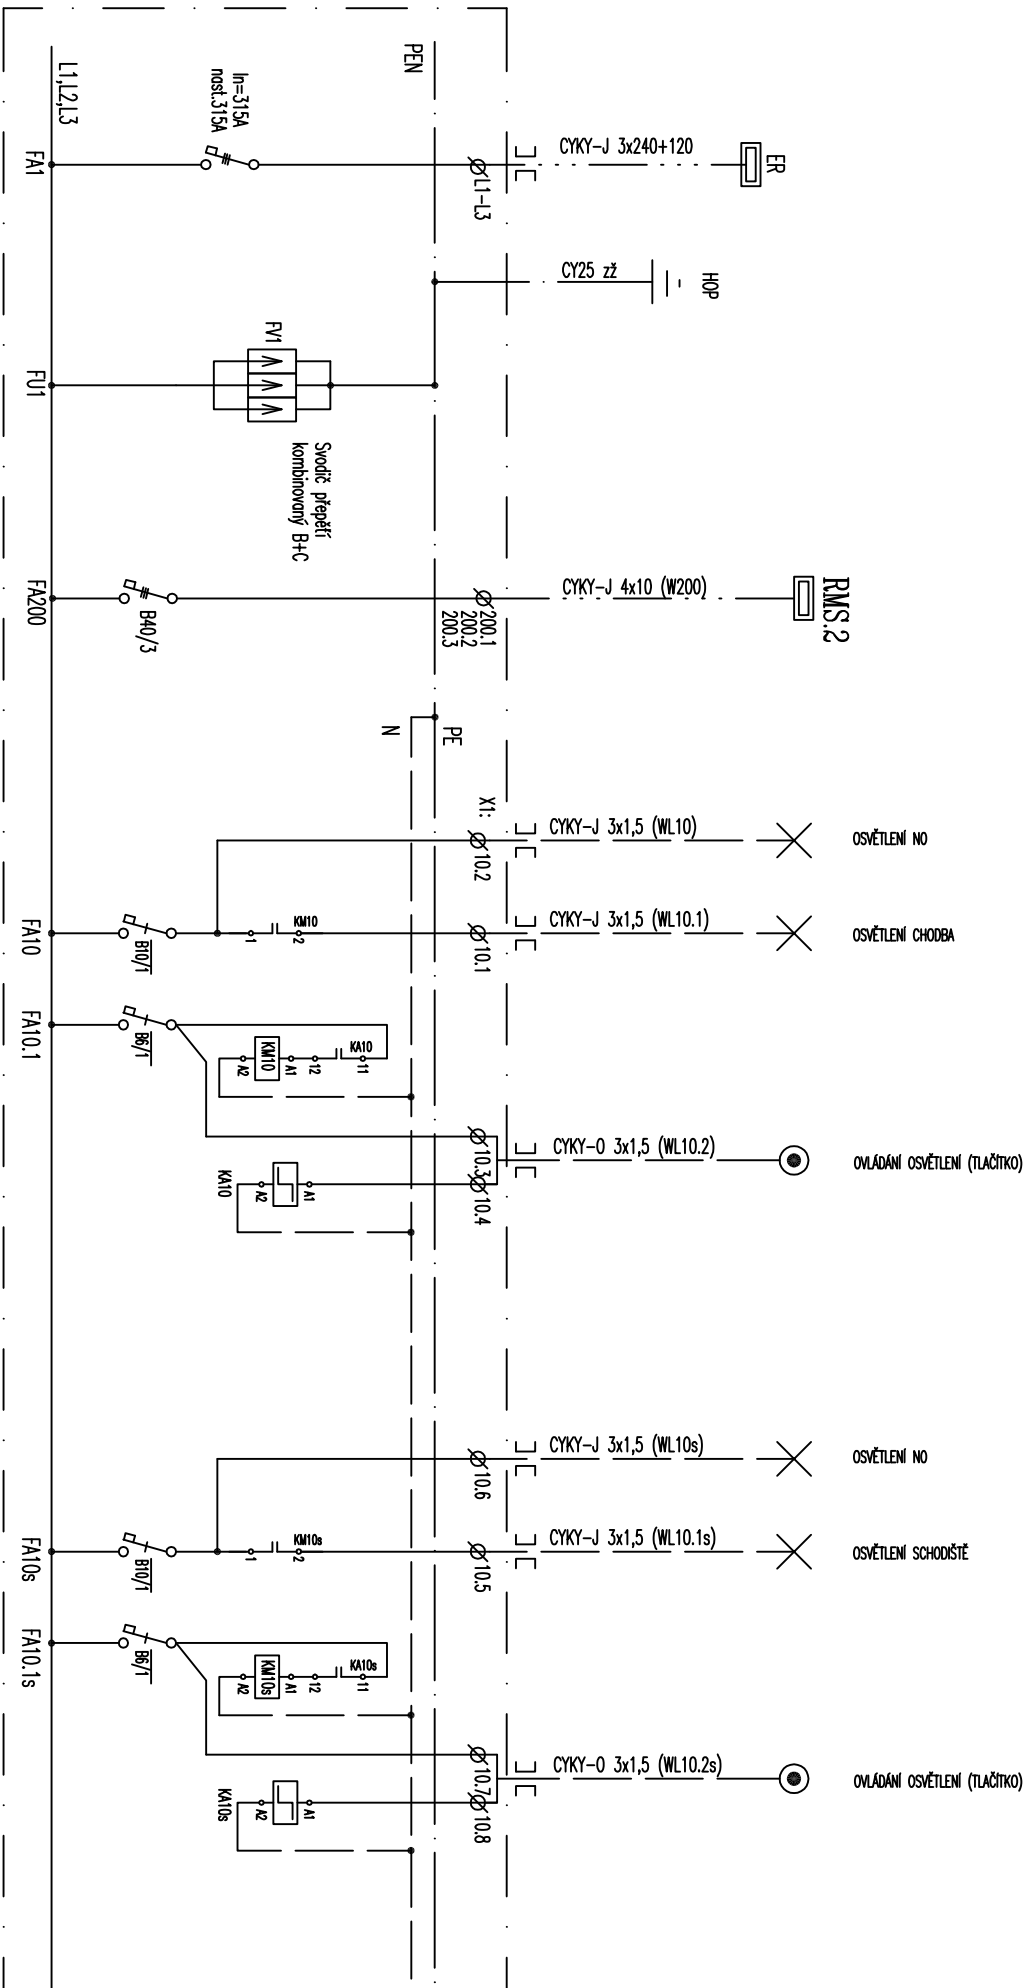 L1,L2,L3
PEN
FA1
In=315A
nast.315A
L1-L3
CYKY-J 3x240+120
ER
CY25 zž
HOP
FU1
FV1
Svodič přepětí
kombinovaný B+C
FA200
B40/3
200.1
200.2
200.3
CYKY-J 4x10 (W200)
RMS.2
N
PE
X1:
10.2
CYKY-J 3x1,5 (WL10)
OSVĚTLENÍ NO
FA10
B10/1
1
KM10
2
10.1
CYKY-J 3x1,5 (WL10.1)
OSVĚTLENÍ CHODBA
FA10.1
B6/1
A2
KM10
A1
12
KA10
11
10.3
CYKY-O 3x1,5 (WL10.2)
OVLÁDÁNÍ OSVĚTLENÍ (TLAČÍTKO)
KA10
A2
A1
10.4
10.6
CYKY-J 3x1,5 (WL10s)
OSVĚTLENÍ NO
FA10s
B10/1
1
KM10s
2
10.5
CYKY-J 3x1,5 (WL10.1s)
OSVĚTLENÍ SCHODIŠTĚ
FA10.1s
B6/1
A2
KM10s
A1
12
KA10s
11
10.7
CYKY-O 3x1,5 (WL10.2s)
OVLÁDÁNÍ OSVĚTLENÍ (TLAČÍTKO)
KA10s
A2
A1
10.8